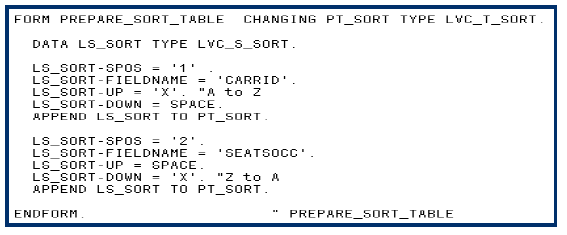 FORM PREPARE_SORT_TABLE  CHANGING PT_SORT TYPE LVC_T_SORT.
DATA LS_SORT TYPE LVC_S_SORT.
LS_SORT-SPOS = '1' .
LS_SORT-FIELDNAME = 'CARRID'.
LS_SORT-UP = 'X'. "A to Z
LS_SORT-DOWN = SPACE.
APPEND LS_SORT TO PT_SORT.
LS_SORT-SPOS = '2'.
LS_SORT-FIELDNAME = 'SEATSOCC'.
LS_SORT-UP = SPACE.
LS_SORT-DOWN = 'X'. "Z to A
APPEND LS_SORT TO PT_SORT.
ENDFORM.                    " PREPARE_SORT_TABLE